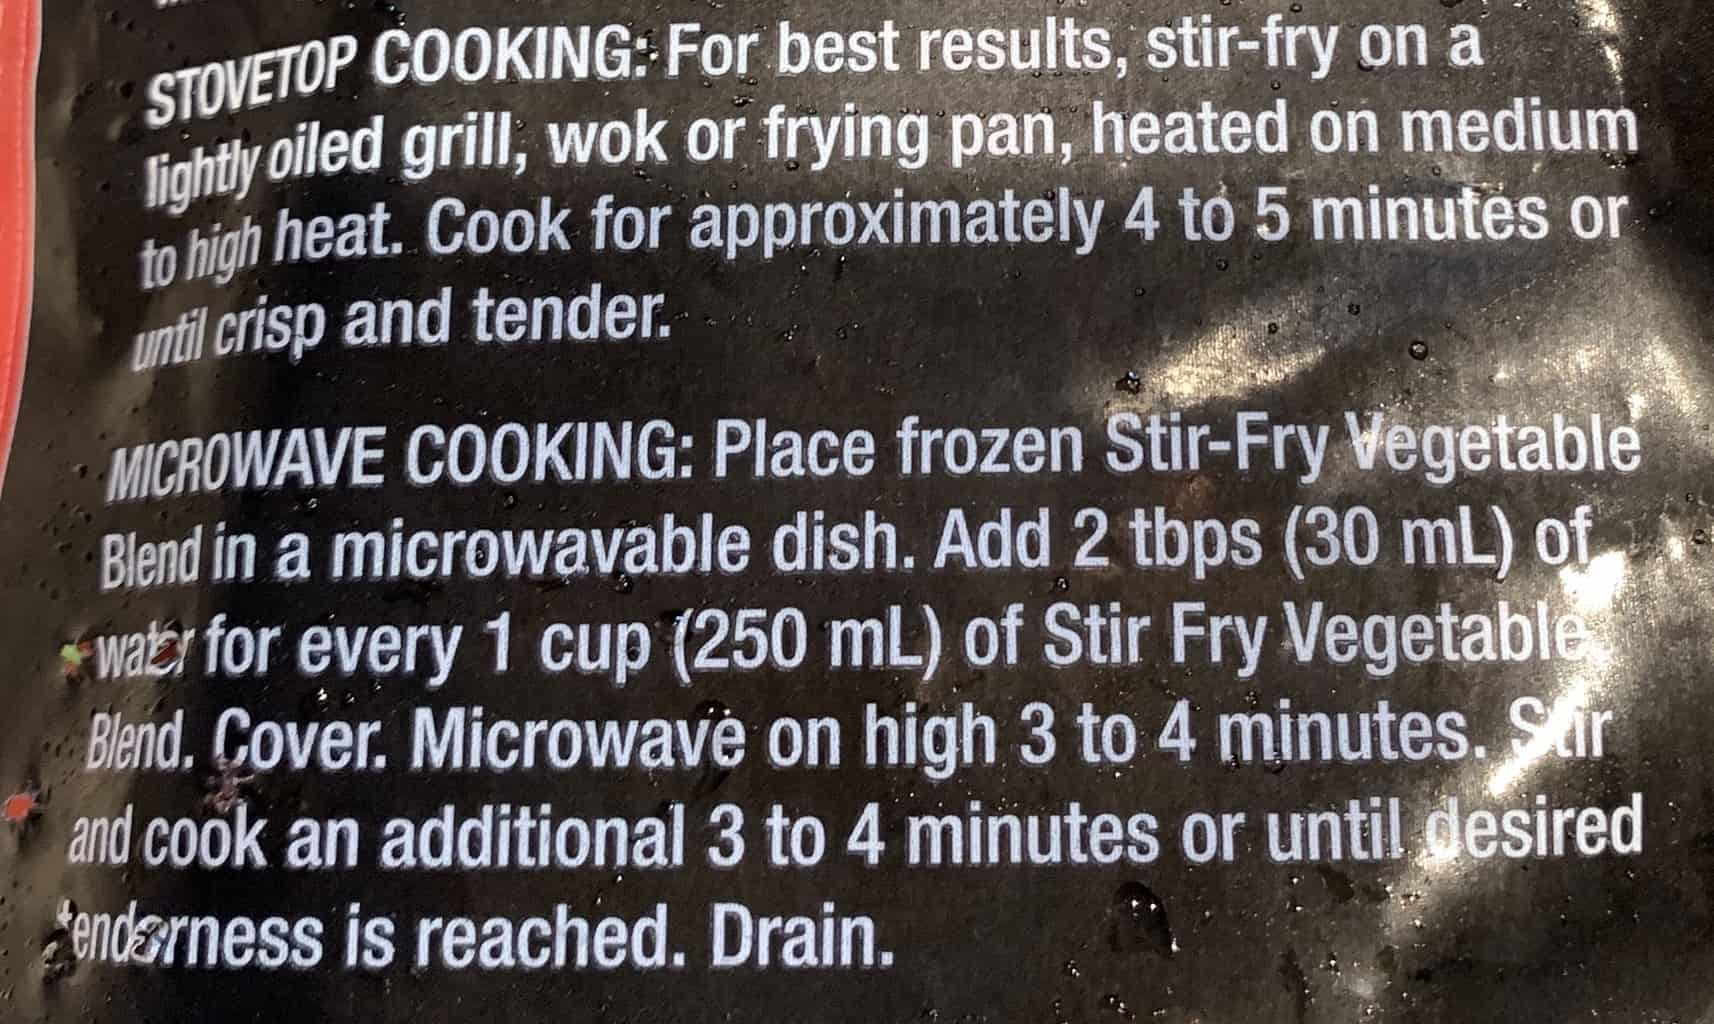 STOVETOP COOKING: For best results, stir-fry on a
lightly oiled grill, wok or frying pan, heated on medium
to high heat. Cook for approximately 4 to 5 minutes or
until crisp and tender.
MICROWAVE COOKING: Place frozen Stir-Fry Vegetable
Blend in a microwavable dish. Add 2 tbps (30 mL) of
water for every 1 cup (250 mL) of Stir Fry Vegetable
Blend. Cover. Microwave on high 3 to 4 minutes. Stir
and cook an additional 3 to 4 minutes or until desired
tenderness is reached. Drain.